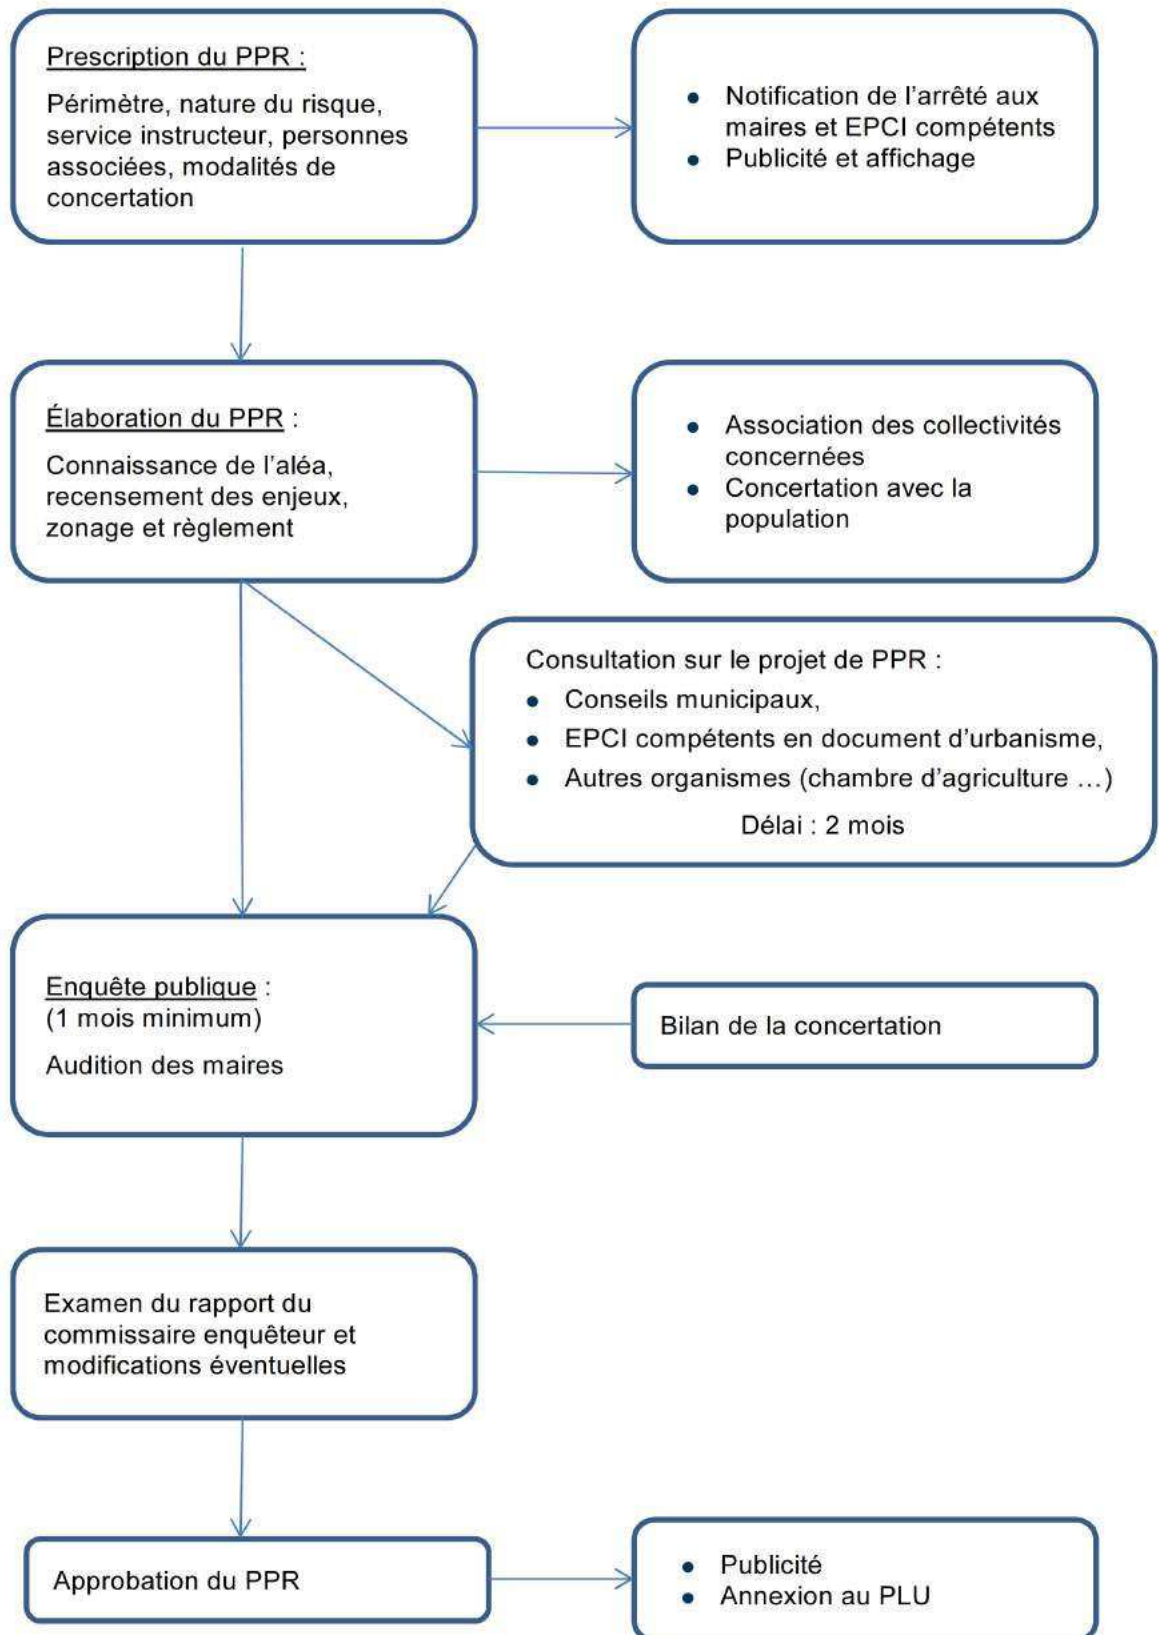 Prescription du PPR :
Périmètre, nature du risque,
service instructeur, personnes
associées, modalités de
concertation
● Notification de l'arrêté aux
maires et EPCI compétents
● Publicité et affichage
Élaboration du PPR :
Connaissance de l'aléa,
recensement des enjeux,
zonage et règlement
● Association des collectivités
concernées
● Concertation avec la
population
Consultation sur le projet de PPR :
● Conseils municipaux,
● EPCI compétents en document d'urbanisme,
● Autres organismes (chambre d'agriculture ...)
Délai : 2 mois
Enquête publique :
(1 mois minimum)
Audition des maires
Bilan de la concertation
Examen du rapport du
commissaire enquêteur et
modifications éventuelles
Approbation du PPR
● Publicité
● Annexion au PLU